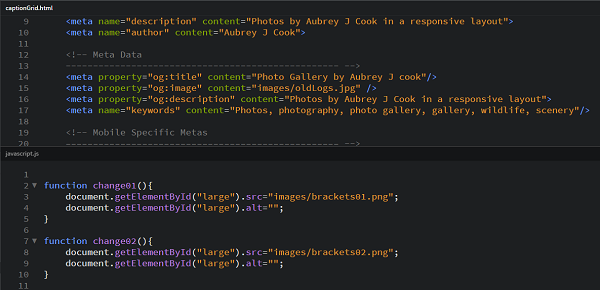 captionGrid.html
9 <meta name="description" content="Photos by Aubrey J Cook in a responsive layout">
10 <meta name="author" content="Aubrey J Cook">
11
12 <!-- Meta Data
13 -------------------------------------------------- -->
14 <meta property="og:title" content="Photo Gallery by Aubrey J cook"/>
15 <meta property="og:image" content="images/oldLogs.jpg" />
16 <meta property="og:description" content="Photos by Aubrey J Cook in a responsive layout">
17 <meta name="keywords" content="Photos, photography, photo gallery, gallery, wildlife, scenery"/>
18
19 <!-- Mobile Specific Metas
20 -------------------------------------------------- -->
javascript.js
1
2 ▼ function change01(){
3 document.getElementById("large").src="images/brackets01.png";
4 document.getElementById("large").alt="";
5 }
6
7 ▼ function change02(){
8 document.getElementById("large").src="images/brackets02.png";
9 document.getElementById("large").alt="";
10 }
11